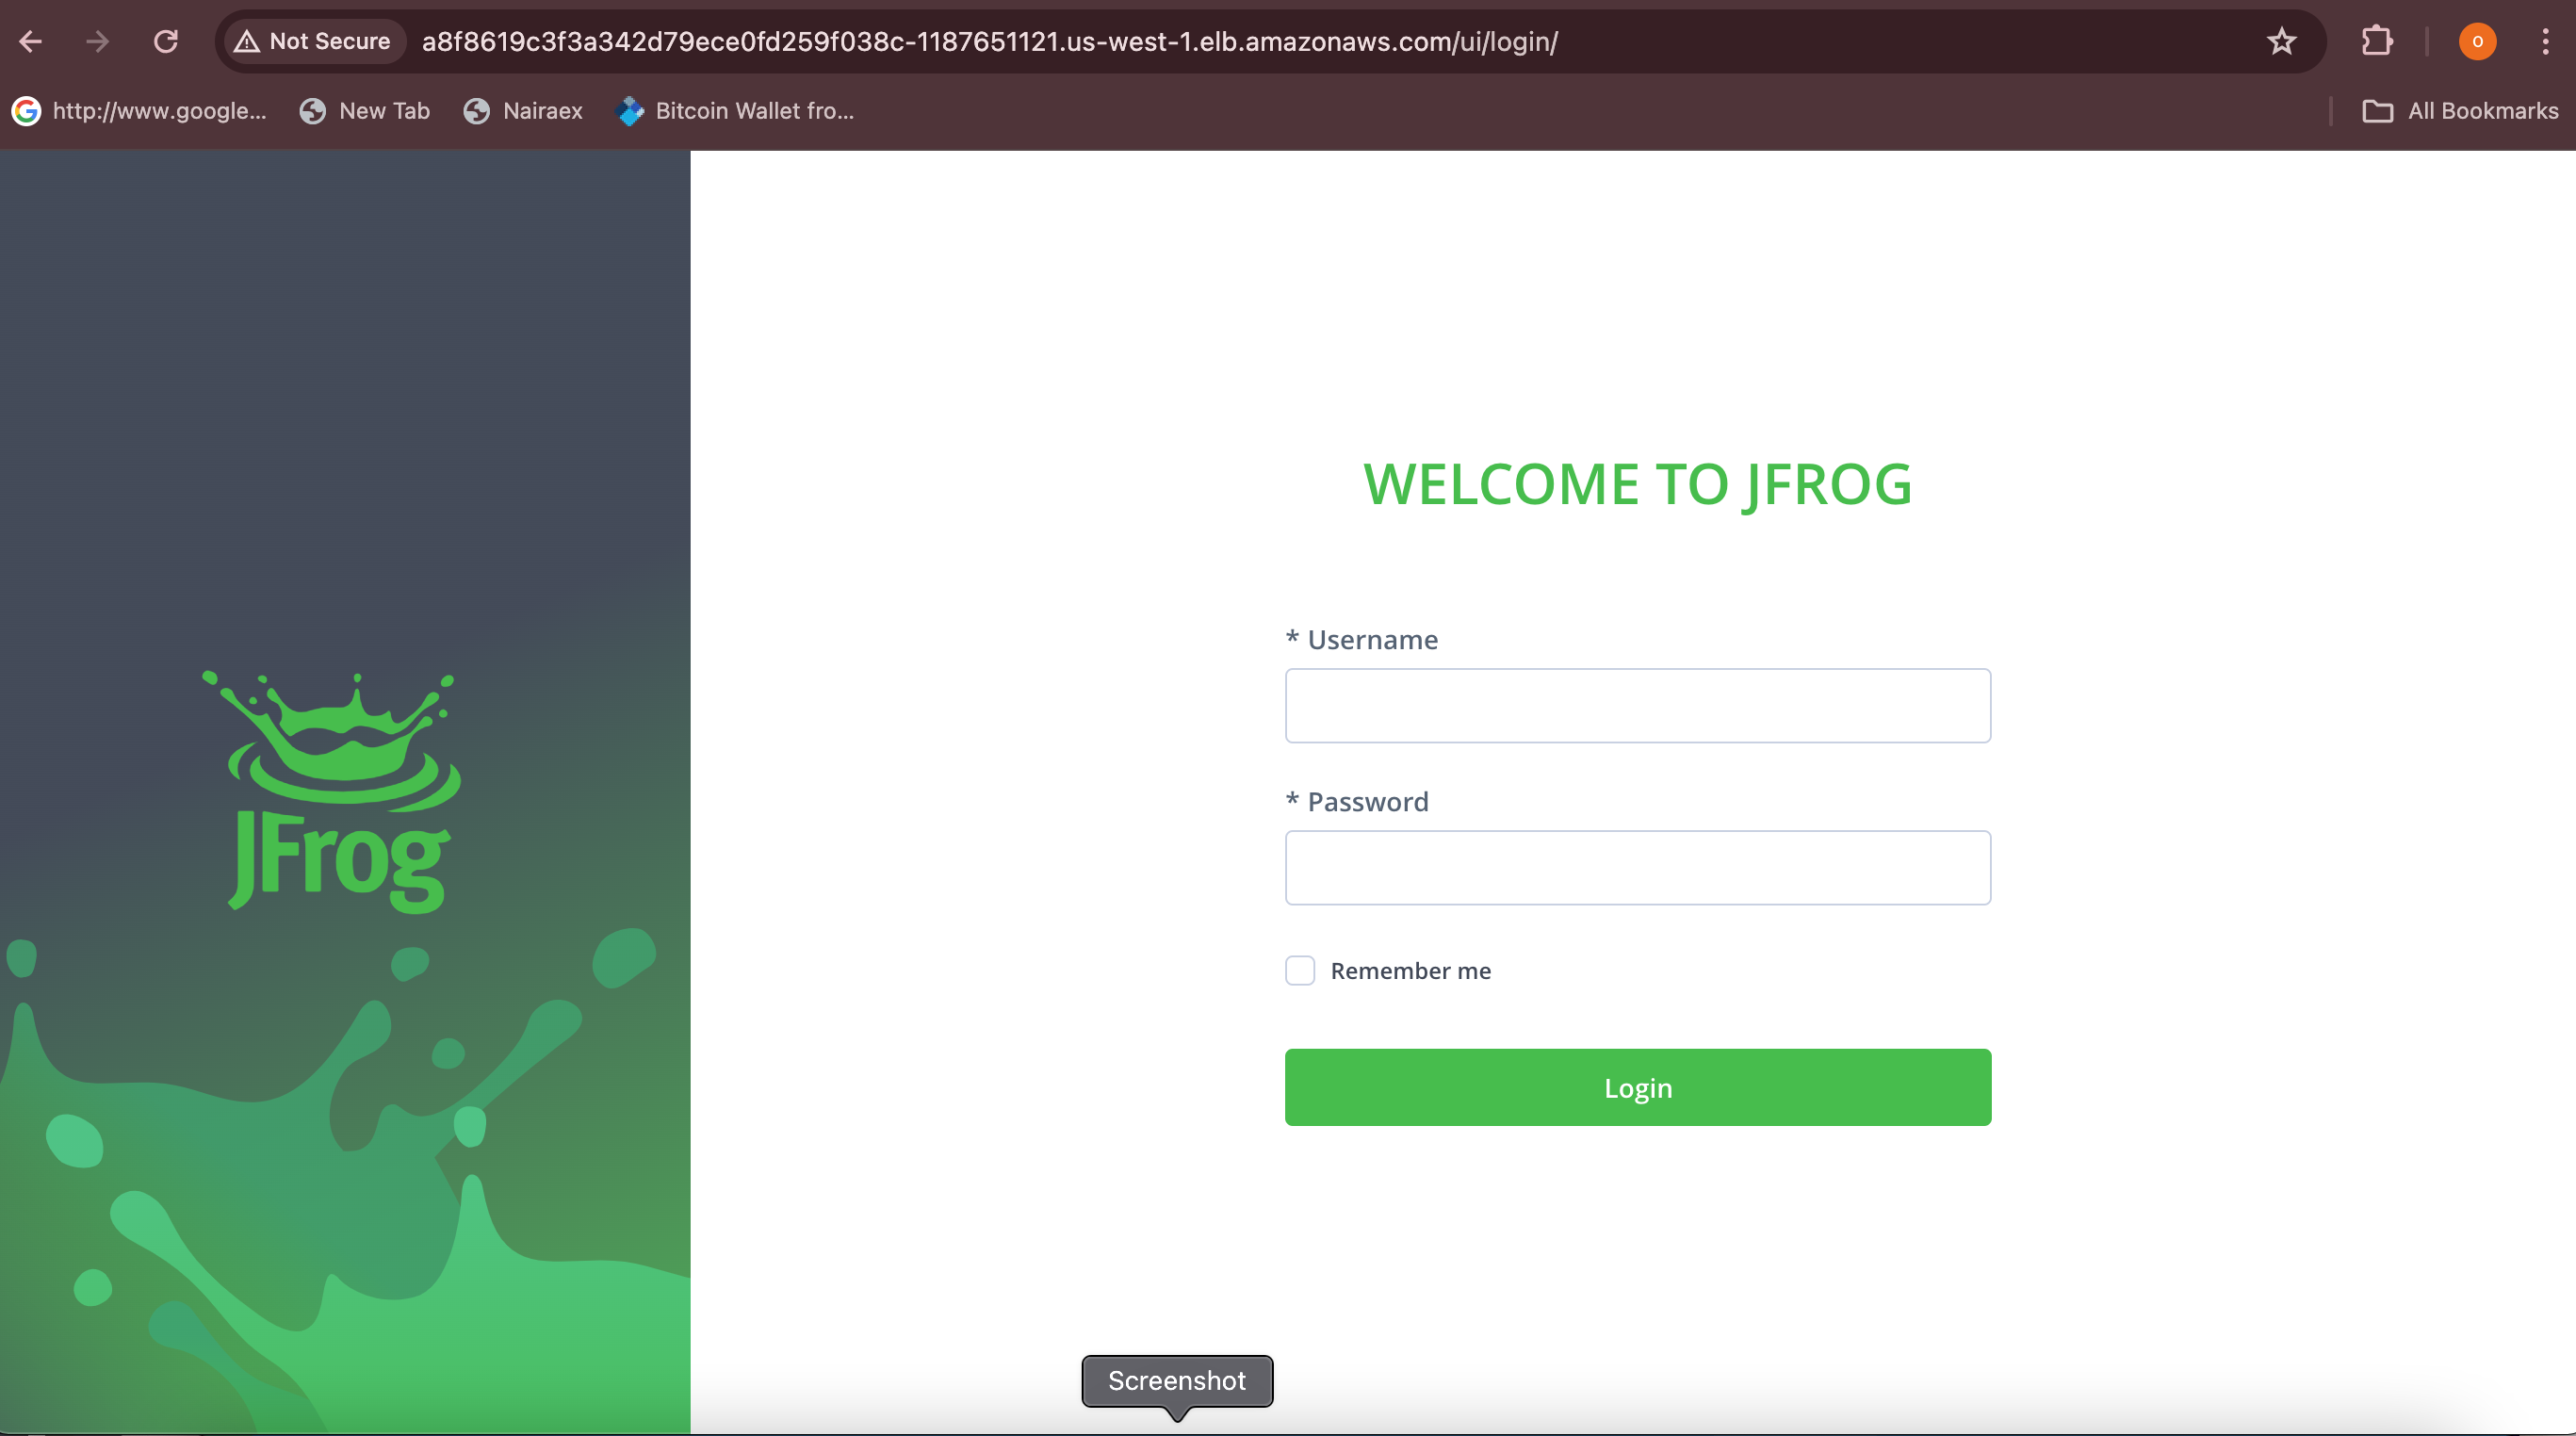 Not Secure
a8f8619c3f3a342d79ece0fd259f038c-1187651121.us-west-1.elb.amazonaws.com/ui/login/
O
http://www.google...
New Tab
Nairaex
Bitcoin Wallet fro...
All Bookmarks
WELCOME TO JFROG
* Username
JFrog
* Password
Remember me
Login
Screenshot